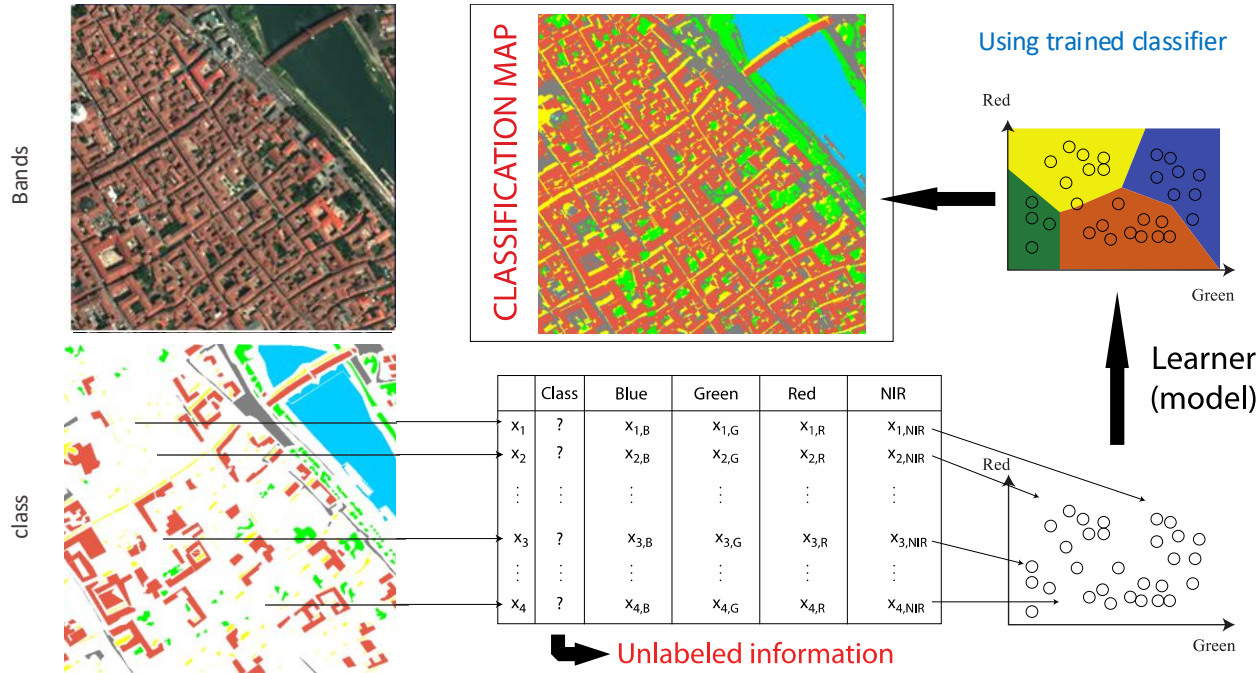 Bands
CLASSIFICATION MAP
Using trained classifier
Red
Green
Learner
(model)
class
Class Blue Green Red NIR
x1 ? x1,B x1,G x1,R x1,NIR
x2 ? x2,B x2,G x2,R x2,NIR
⋮ ⋮ ⋮ ⋮ ⋮ ⋮
x3 ? x3,B x3,G x3,R x3,NIR
⋮ ⋮ ⋮ ⋮ ⋮ ⋮
x4 ? x4,B x4,G x4,R x4,NIR
Unlabeled information
Red
Green